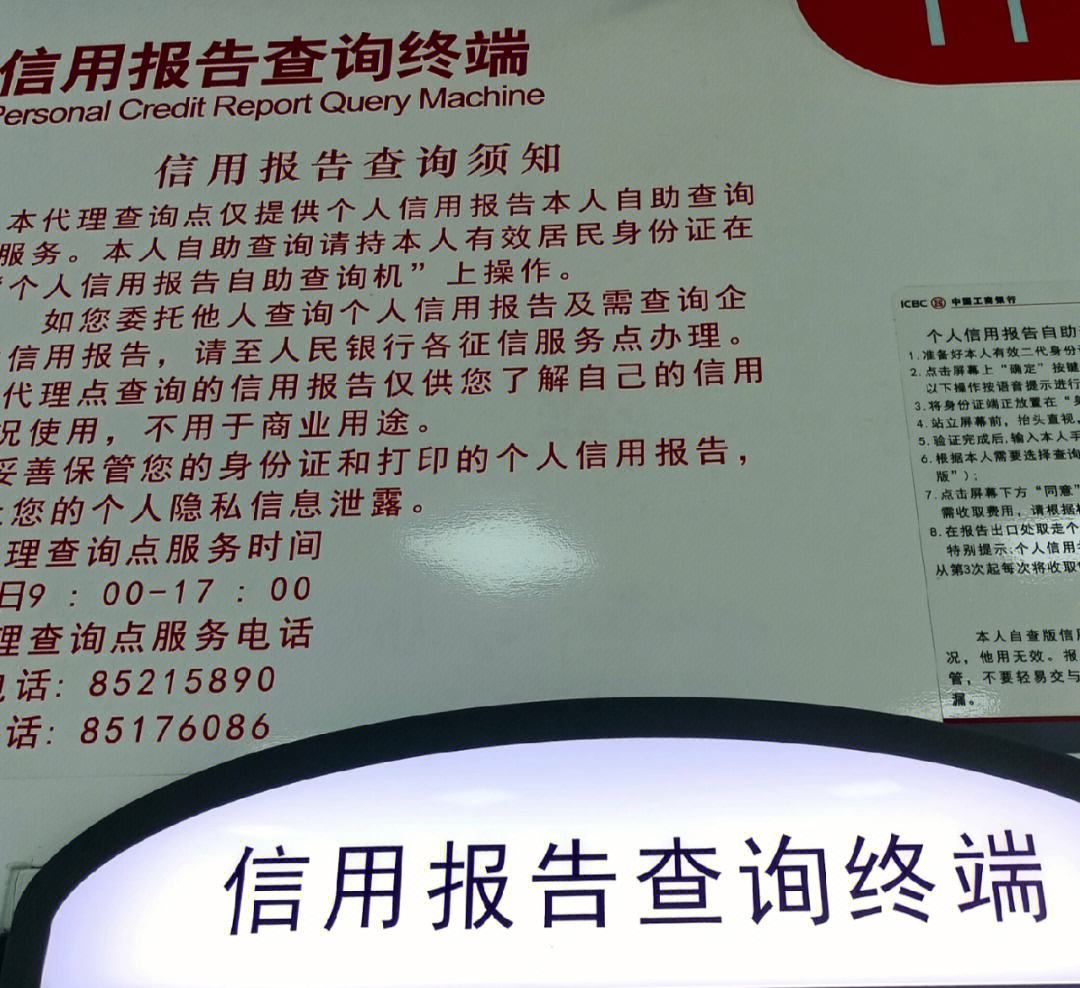 信用报告查询终端
Personal Credit Report Query Machine
信用报告查询须知
本代理查询点仅提供个人信用报告本人自助查询
服务。本人自助查询请持本人有效居民身份证在
“个人信用报告自助查询机”上操作。
如您委托他人查询个人信用报告及需查询企
信用报告，请至人民银行各征信服务点办理。
代理点查询的信用报告仅供您了解自己的信用
况使用，不用于商业用途。
妥善保管您的身份证和打印的个人信用报告，
您的个人隐私信息泄露。
理查询点服务时间
日9：00-17：00
理查询点服务电话
电话：85215890
话：85176086
ICBC 中国工商银行
个人信用报告自助
1.准备好本人有效二代身份
2.点击屏幕上“确定”按键
以下操作按语音提示进行
3.将身份证端正放置在“
4.站立屏幕前，抬头直视，
5.验证完成后，输入本人手
6.根据本人需要选择查询
版”）；
7.点击屏幕下方“同意”
需收取费用，请根据
8.在报告出口处取走个
特别提示：个人信用
从第3次起每次将收取
本人自查版信用
况，他用无效。报
管，不要轻易交与
漏。
信用报告查询终端